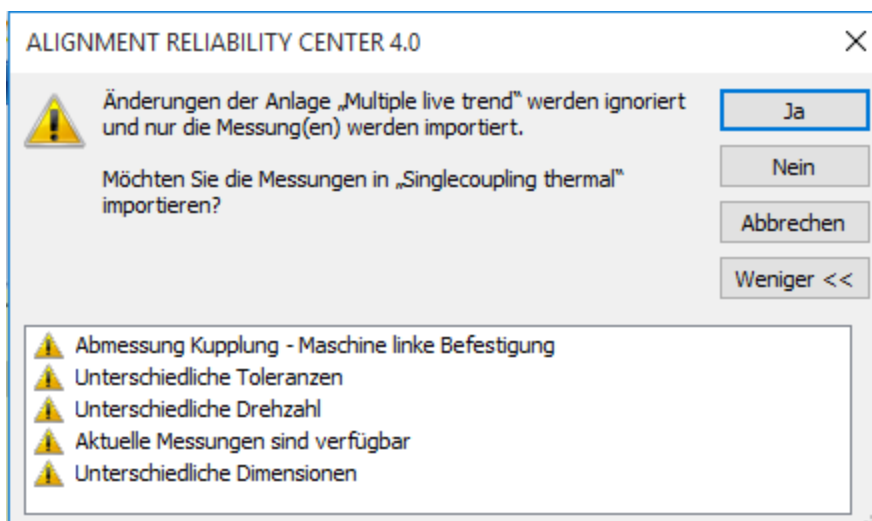 ALIGNMENT RELIABILITY CENTER 4.0
Änderungen der Anlage „Multiple live trend“ werden ignoriert
und nur die Messung(en) werden importiert.
Möchten Sie die Messungen in „Singlecoupling thermal“
importieren?
Ja
Nein
Abbrechen
Weniger <<
Abmessung Kupplung - Maschine linke Befestigung
Unterschiedliche Toleranzen
Unterschiedliche Drehzahl
Aktuelle Messungen sind verfügbar
Unterschiedliche Dimensionen